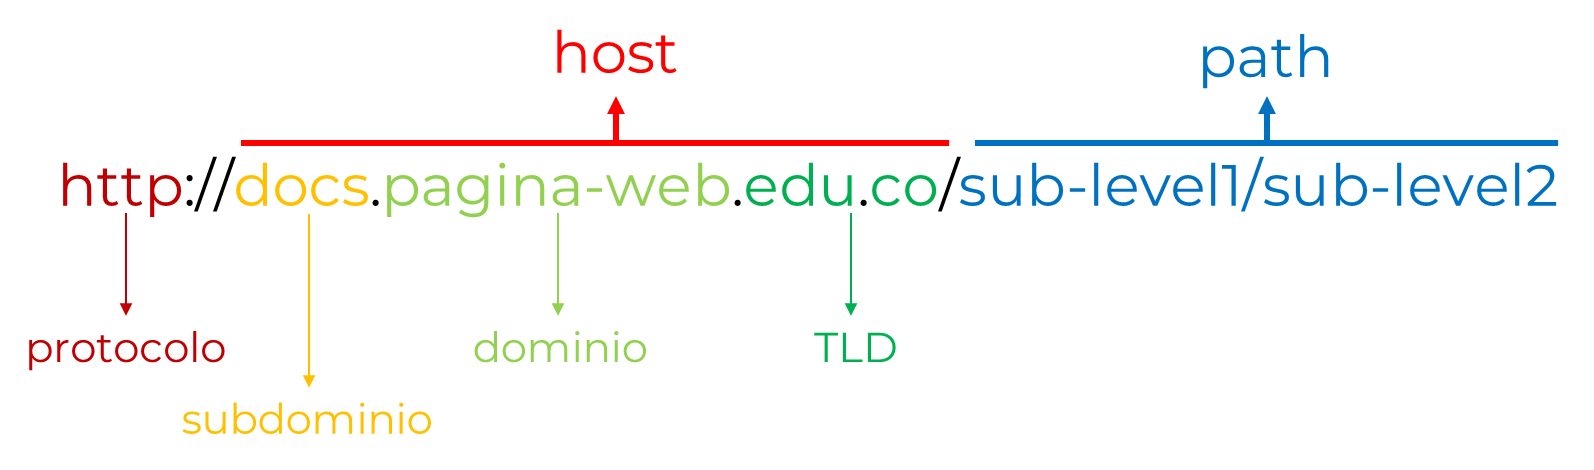 host
path
http://docs.pagina-web.edu.co/sub-level1/sub-level2
protocolo
dominio
TLD
subdominio